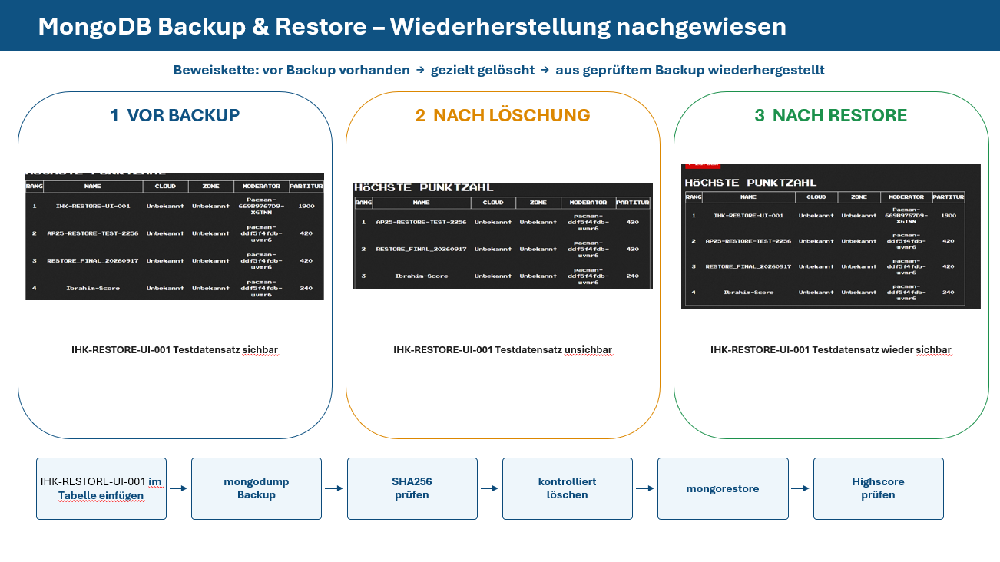 MongoDB Backup & Restore – Wiederherstellung nachgewiesen
Beweiskette: vor Backup vorhanden → gezielt gelöscht → aus geprüftem Backup wiederhergestellt
1 VOR BACKUP
HÖCHSTE PUNKTZAHL
RANG NAME CLOUD ZONE MODERATOR PARTITUR
1 IHK-RESTORE-UI-001 Unbekannt Unbekannt Pacman-669B9767D9-XGTNN 1900
2 AP25-RESTORE-TEST-2256 Unbekannt Unbekannt pacman-ddf5f4fdb-wvmr6 420
3 RESTORE_FINAL_20260917 Unbekannt Unbekannt pacman-ddf5f4fdb-wvmr6 420
4 Ibrahim-Score Unbekannt Unbekannt pacman-ddf5f4fdb-wvmr6 240
IHK-RESTORE-UI-001 Testdatensatz sichbar
2 NACH LÖSCHUNG
HöCHSTE PUNKTZAHL
RANG NAME CLOUD ZONE MODERATOR PARTITUR
1 AP25-RESTORE-TEST-2256 Unbekannt Unbekannt pacman-ddf5f4fdb-wvmr6 420
2 RESTORE_FINAL_20260917 Unbekannt Unbekannt pacman-ddf5f4fdb-wvmr6 420
3 Ibrahim-Score Unbekannt Unbekannt pacman-ddf5f4fdb-wvmr6 240
IHK-RESTORE-UI-001 Testdatensatz unsichbar
3 NACH RESTORE
< Zurück
HöCHSTE PUNKTZAHL
RANG NAME CLOUD ZONE MODERATOR PARTITUR
1 IHK-RESTORE-UI-001 Unbekannt Unbekannt Pacman-669B9767D9-XGTNN 1900
2 AP25-RESTORE-TEST-2256 Unbekannt Unbekannt pacman-ddf5f4fdb-wvmr6 420
3 RESTORE_FINAL_20260917 Unbekannt Unbekannt pacman-ddf5f4fdb-wvmr6 420
4 Ibrahim-Score Unbekannt Unbekannt pacman-ddf5f4fdb-wvmr6 240
IHK-RESTORE-UI-001 Testdatensatz wieder sichbar
IHK-RESTORE-UI-001 im
Tabelle einfügen
mongodump
Backup
SHA256
prüfen
kontrolliert
löschen
mongorestore
Highscore
prüfen